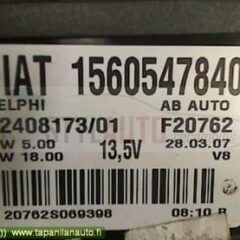 IAT 1560547840
ELPHI AB AUTO
2408173/01 F20762
W 5.00 13,5V 28.03.07
W 18.00 V8
20762S069398 08:10 R
www.tapanilanauto.fi